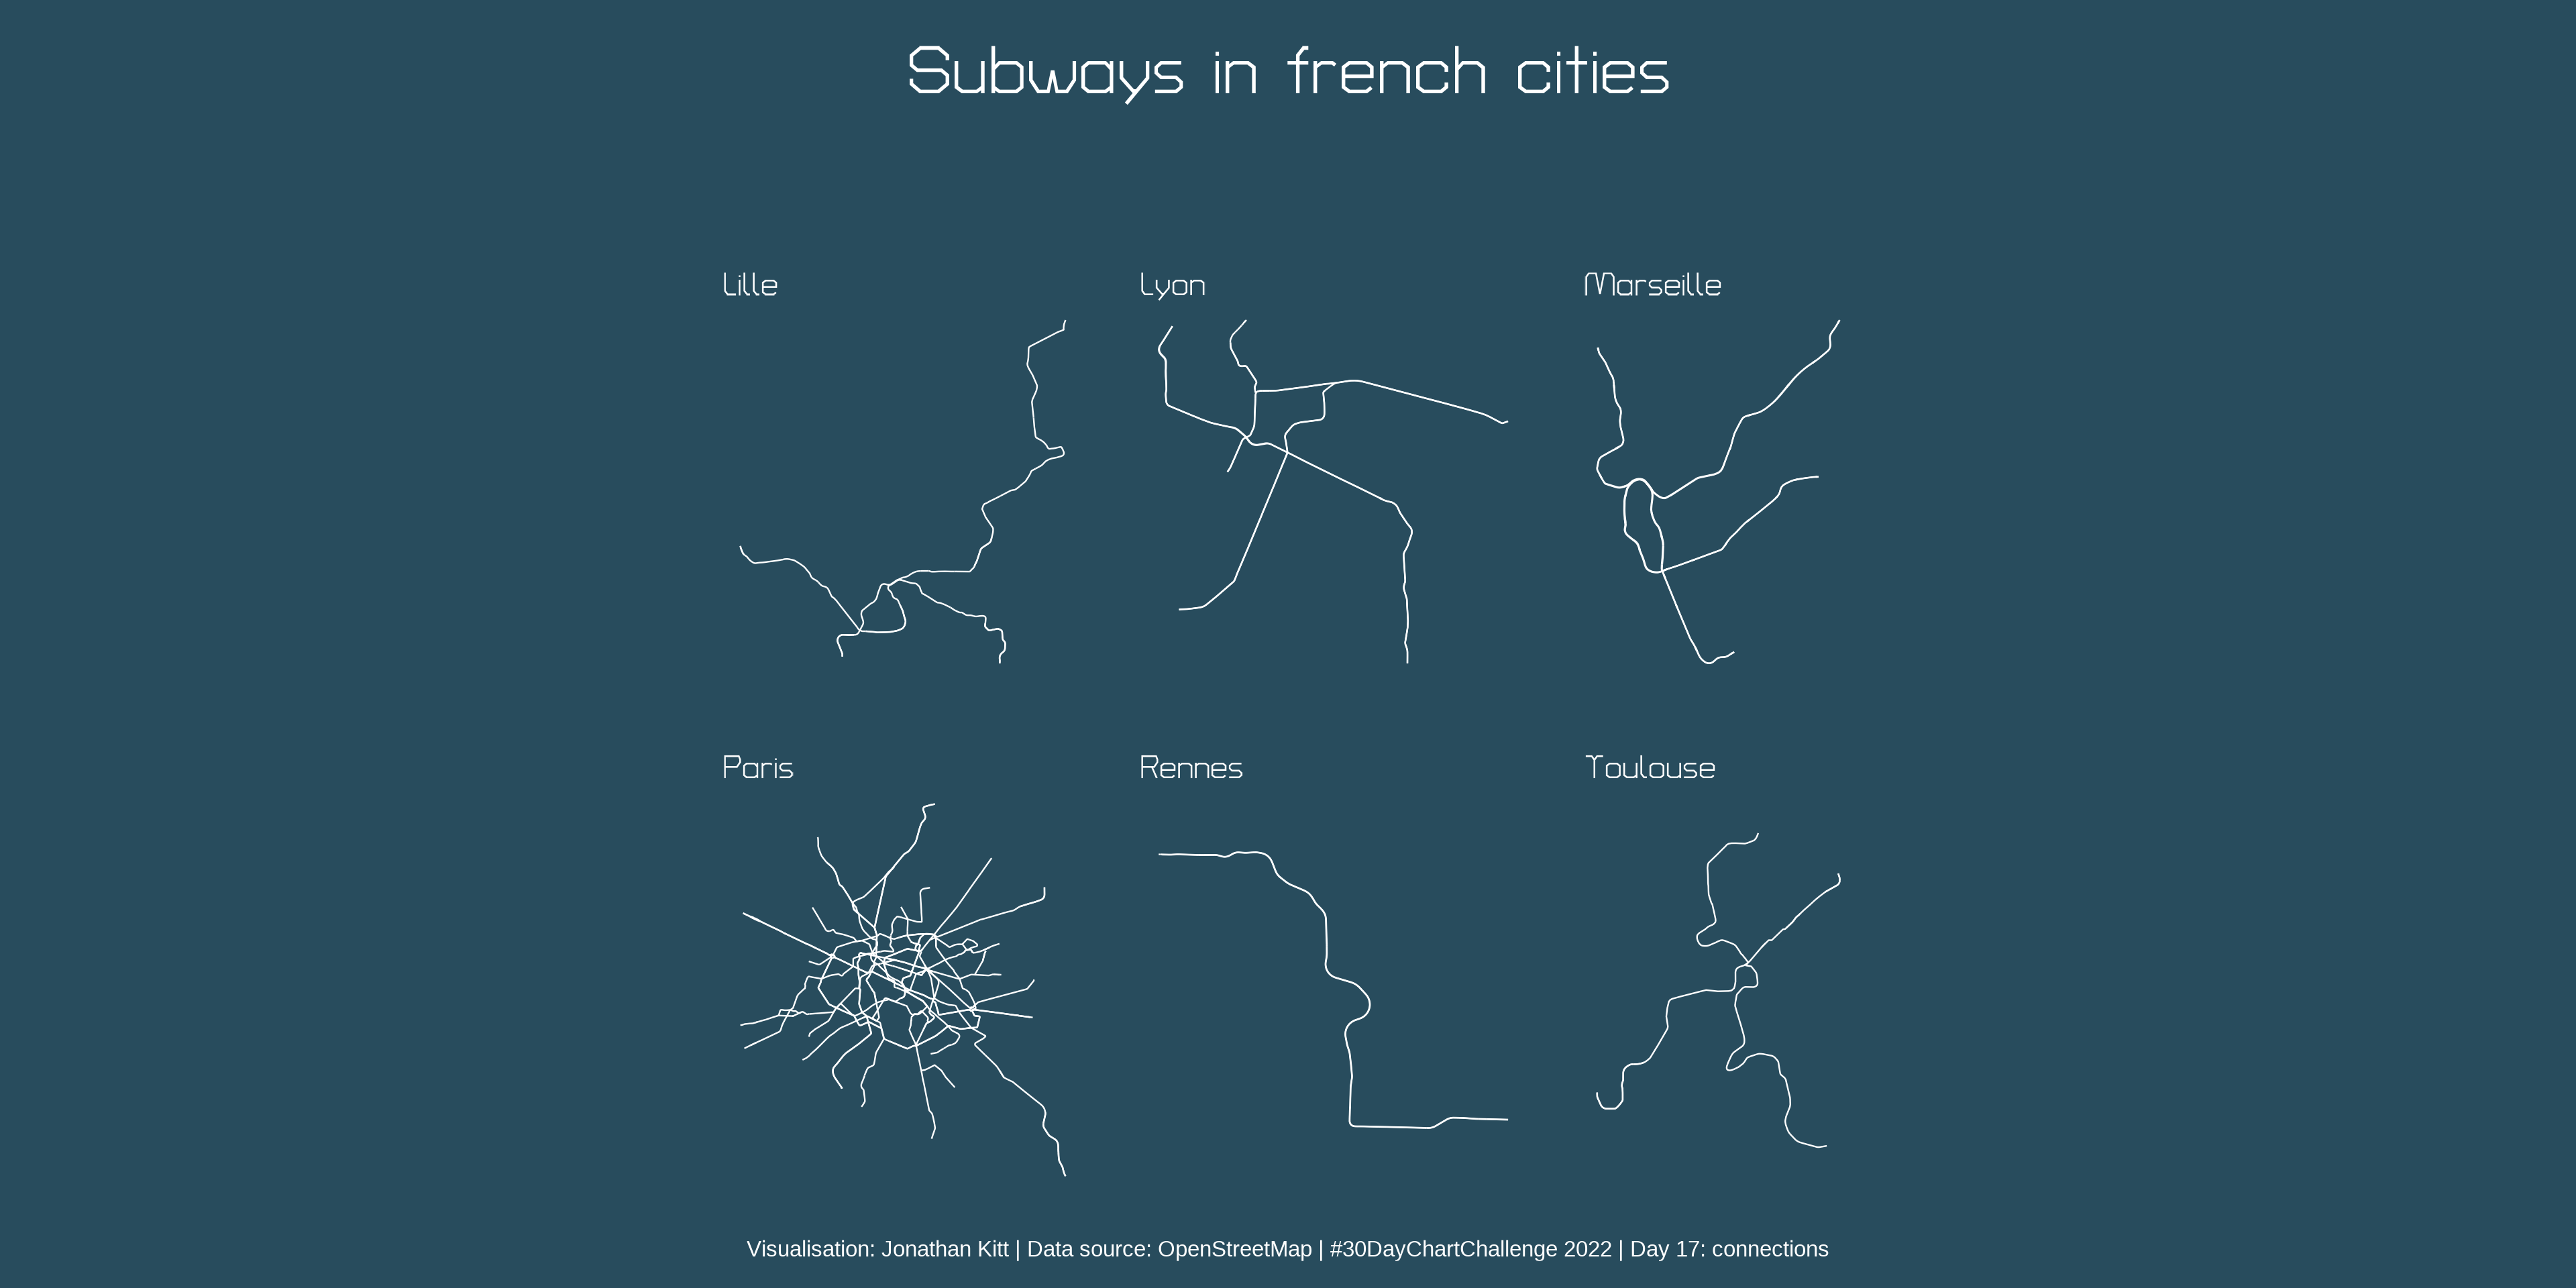 Subways in french cities
Lille
Lyon
Marseille
Paris
Rennes
Toulouse
Visualisation: Jonathan Kitt | Data source: OpenStreetMap | #30DayChartChallenge 2022 | Day 17: connections